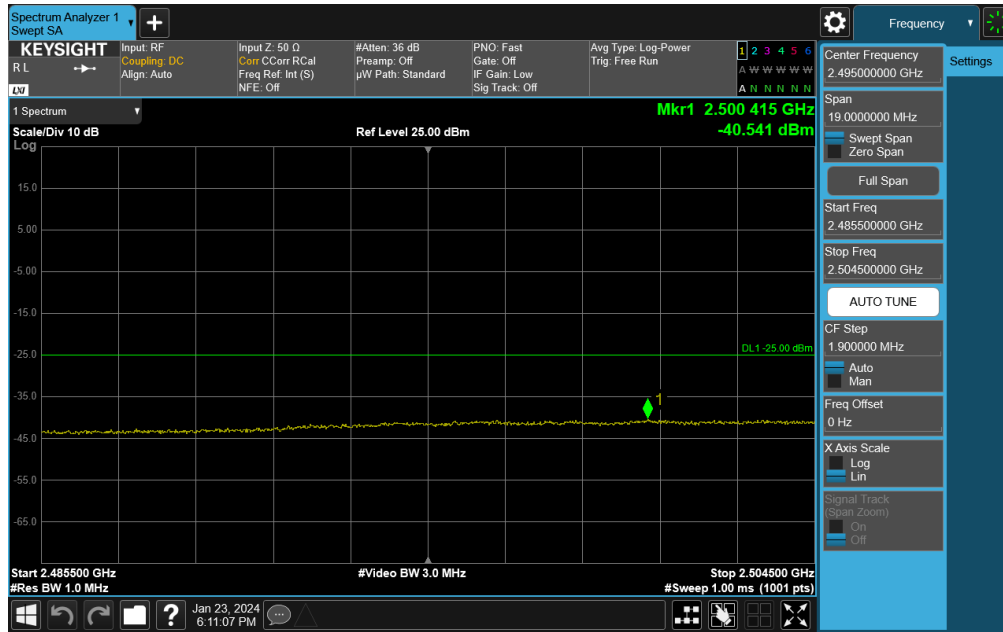 Spectrum Analyzer 1
Swept SA
Frequency
KEYSIGHT
RL
LXI
Input: RF
Coupling: DC
Align: Auto
Input Z: 50 Ω
Corr CCorr RCal
Freq Ref: Int (S)
NFE: Off
#Atten: 36 dB
Preamp: Off
µW Path: Standard
PNO: Fast
Gate: Off
IF Gain: Low
Sig Track: Off
Avg Type: Log-Power
Trig: Free Run
1 2 3 4 5 6
A W W W W W
A N N N N N
1 Spectrum
Scale/Div 10 dB
Log
Ref Level 25.00 dBm
Mkr1 2.500 415 GHz
-40.541 dBm
15.0
5.00
-5.00
-15.0
-25.0
-35.0
-45.0
-55.0
-65.0
DL1 -25.00 dBm
1
Start 2.485500 GHz
#Res BW 1.0 MHz
#Video BW 3.0 MHz
Stop 2.504500 GHz
#Sweep 1.00 ms (1001 pts)
Jan 23, 2024
6:11:07 PM
Center Frequency
2.495000000 GHz
Span
19.0000000 MHz
Swept Span
Zero Span
Full Span
Start Freq
2.485500000 GHz
Stop Freq
2.504500000 GHz
AUTO TUNE
CF Step
1.900000 MHz
Auto
Man
Freq Offset
0 Hz
X Axis Scale
Log
Lin
Signal Track
(Span Zoom)
On
Off
Settings